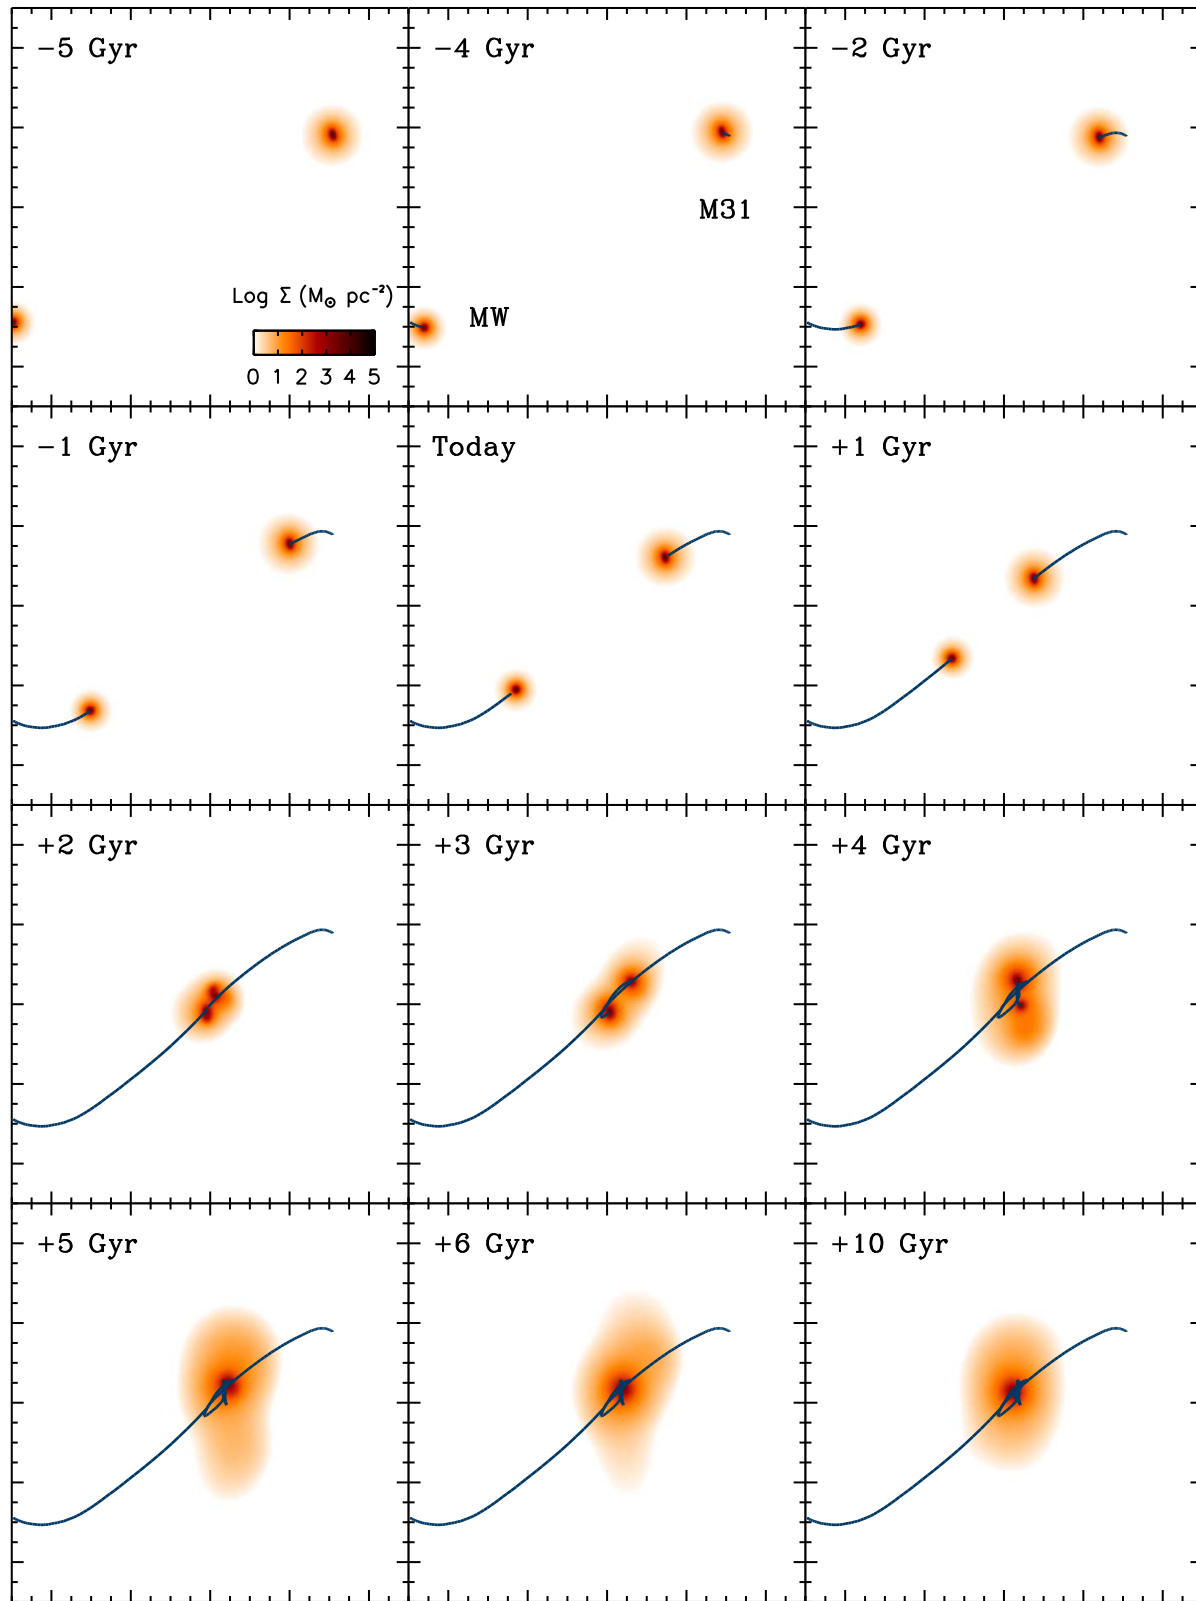 −5 Gyr
−4 Gyr
−2 Gyr
M31
Log Σ (M☉ pc⁻²)
MW
0 1 2 3 4 5
−1 Gyr
Today
+1 Gyr
+2 Gyr
+3 Gyr
+4 Gyr
+5 Gyr
+6 Gyr
+10 Gyr